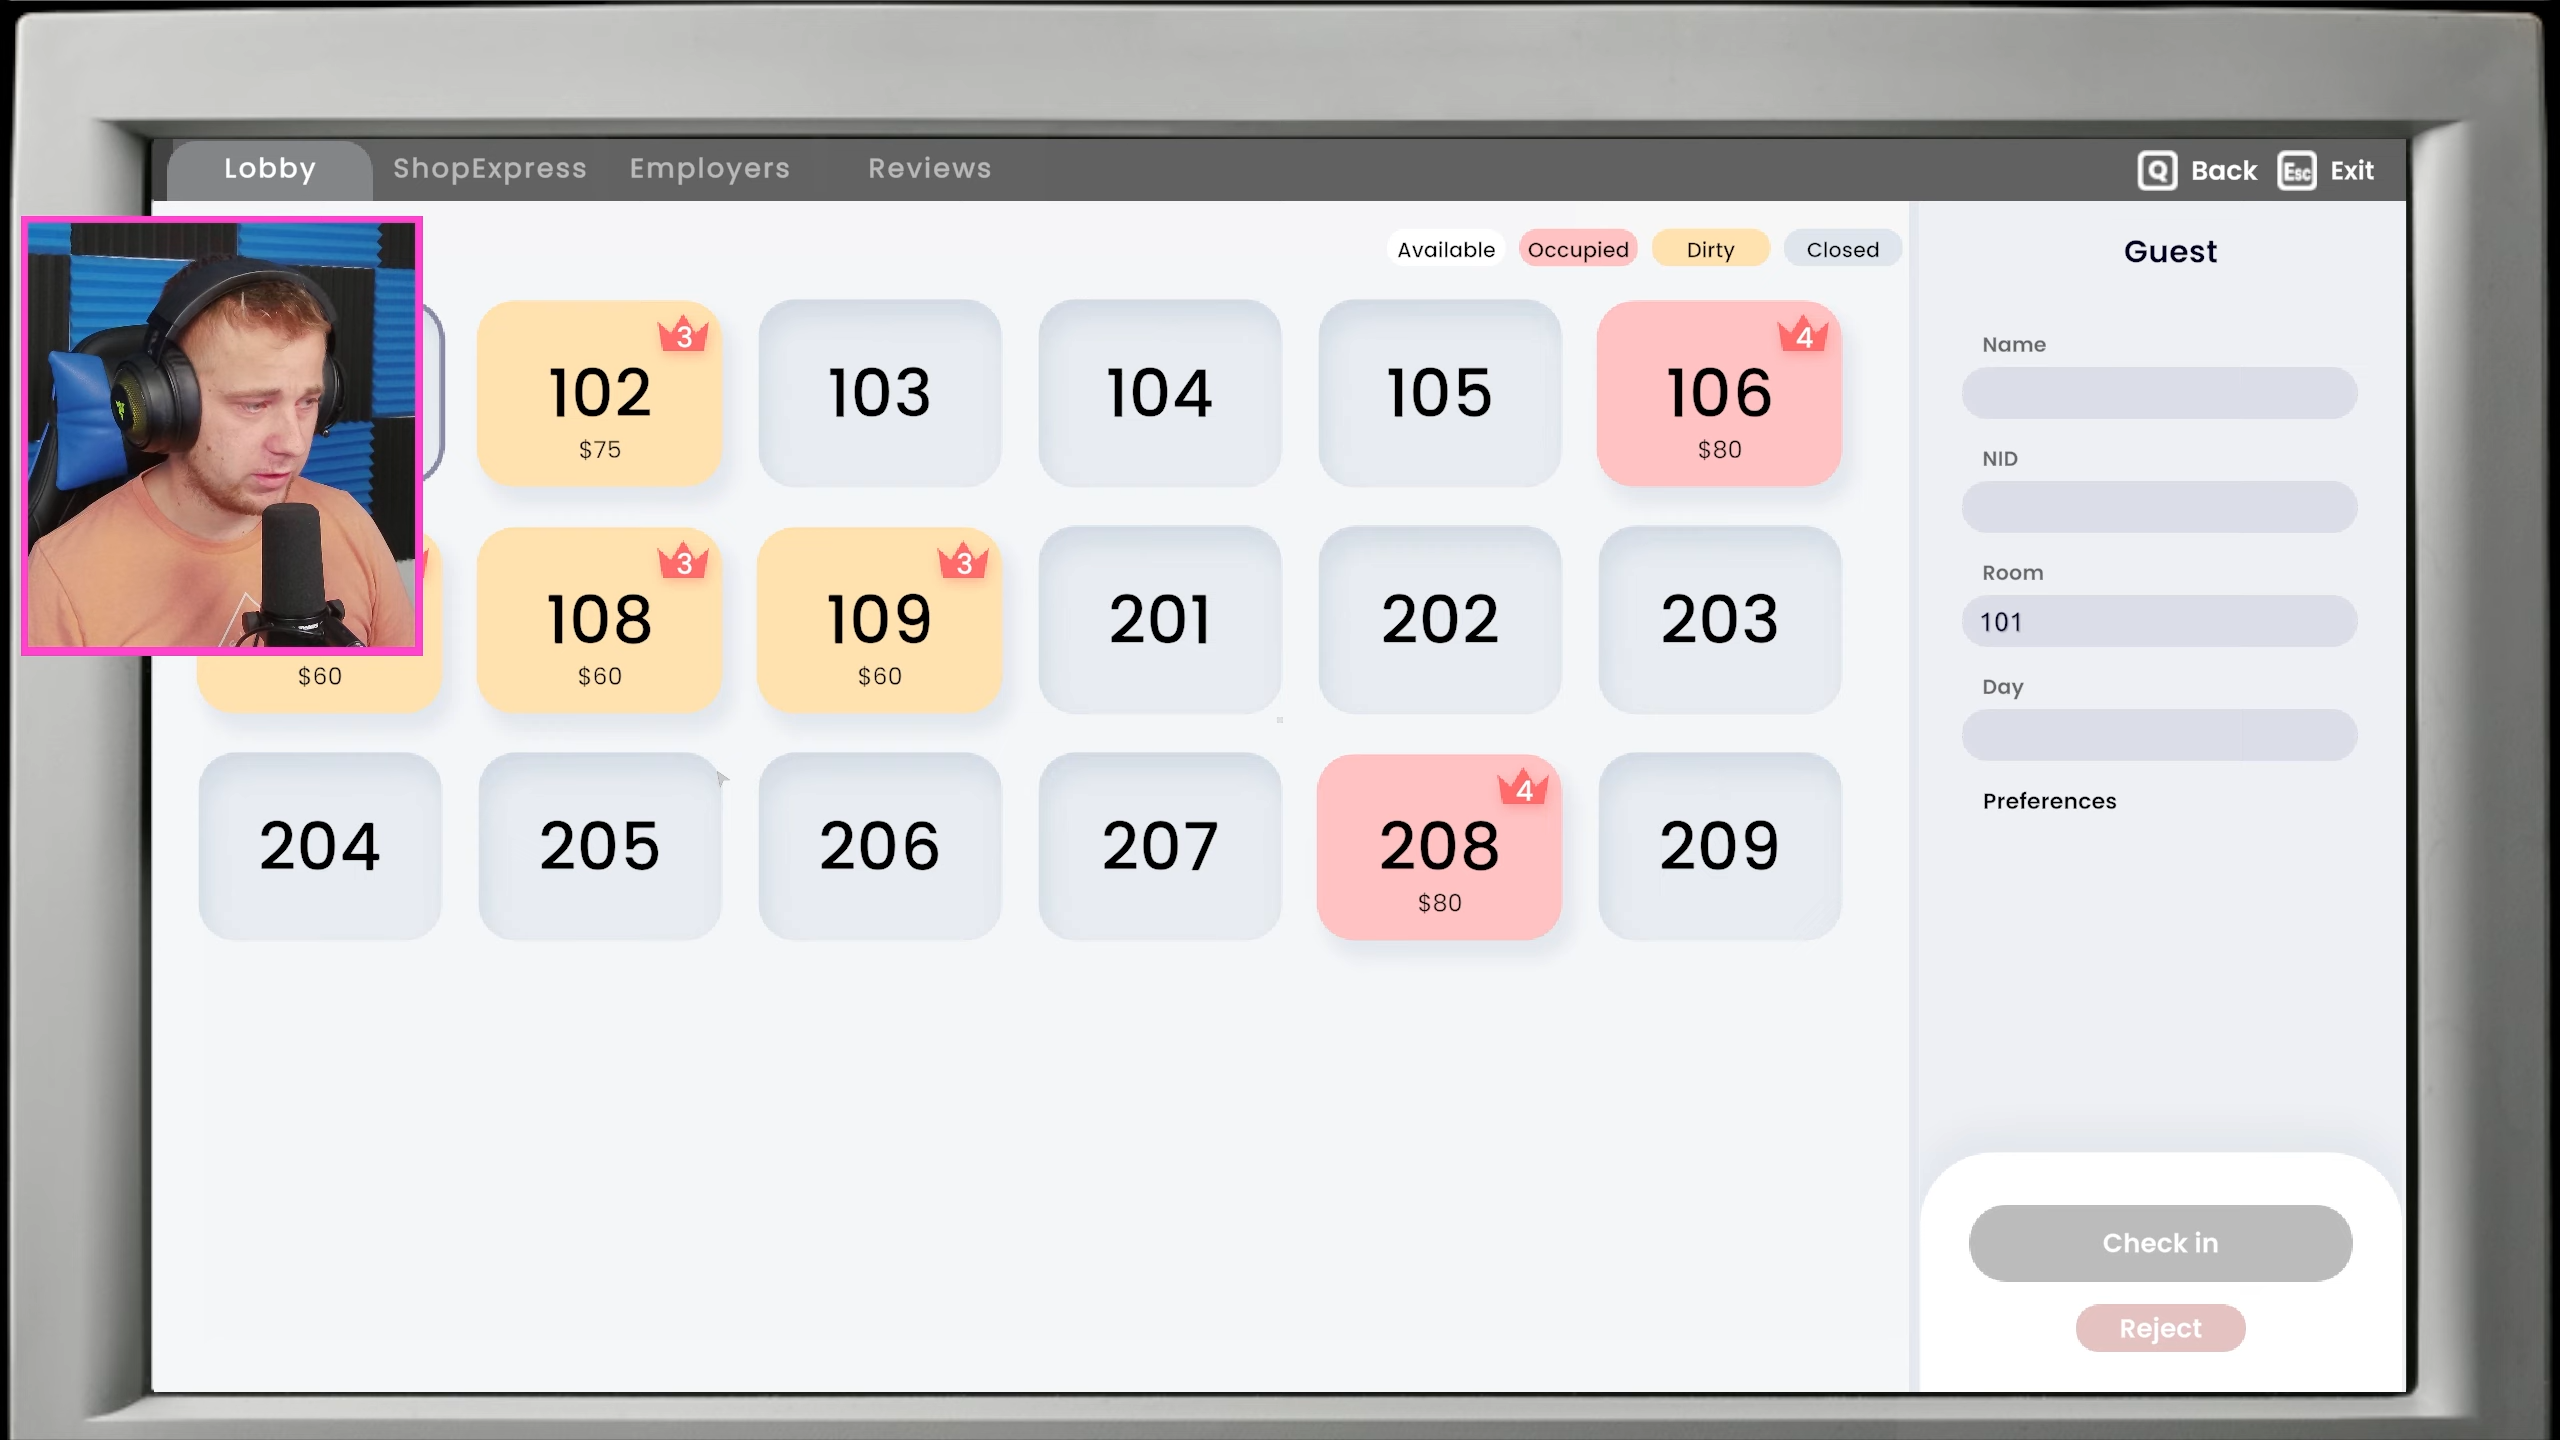 Lobby ShopExpress Employers Reviews Q Back Esc Exit
Available Occupied Dirty Closed
Guest
3
102
$75
103
104
105
4
106
$80
$60
3
108
$60
3
109
$60
201
202
203
204
205
206
207
4
208
$80
209
Name
NID
Room
101
Day
Preferences
Check in
Reject